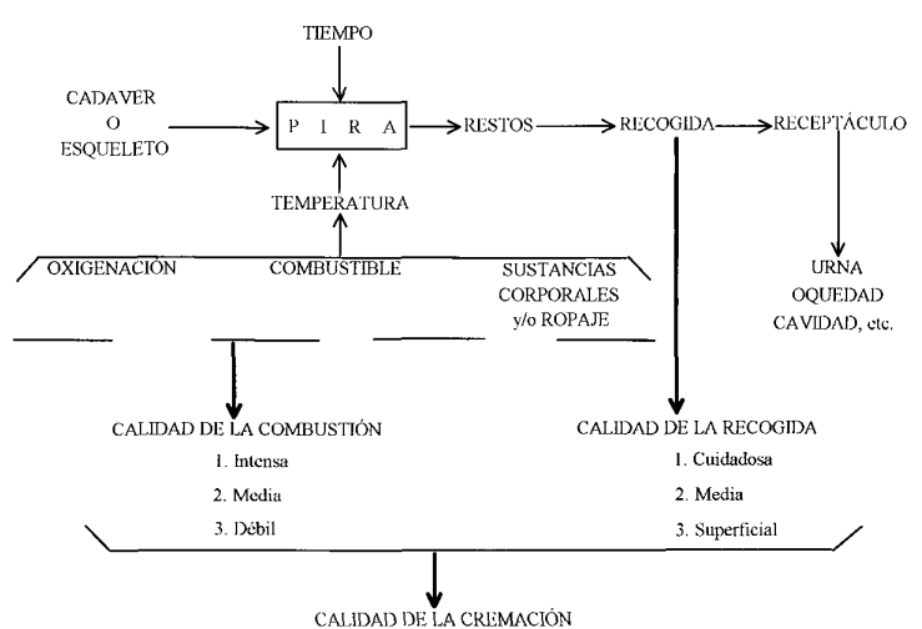 TIEMPO
CADAVER
O
ESQUELETO
P I R A
RESTOS
RECOGIDA
RECEPTÁCULO
TEMPERATURA
OXIGENACIÓN
COMBUSTIBLE
SUSTANCIAS
CORPORALES
y/o ROPAJE
URNA
OQUEDAD
CAVIDAD, etc.
CALIDAD DE LA COMBUSTIÓN
1. Intensa
2. Media
3. Débil
CALIDAD DE LA RECOGIDA
1. Cuidadosa
2. Media
3. Superficial
CALIDAD DE LA CREMACIÓN